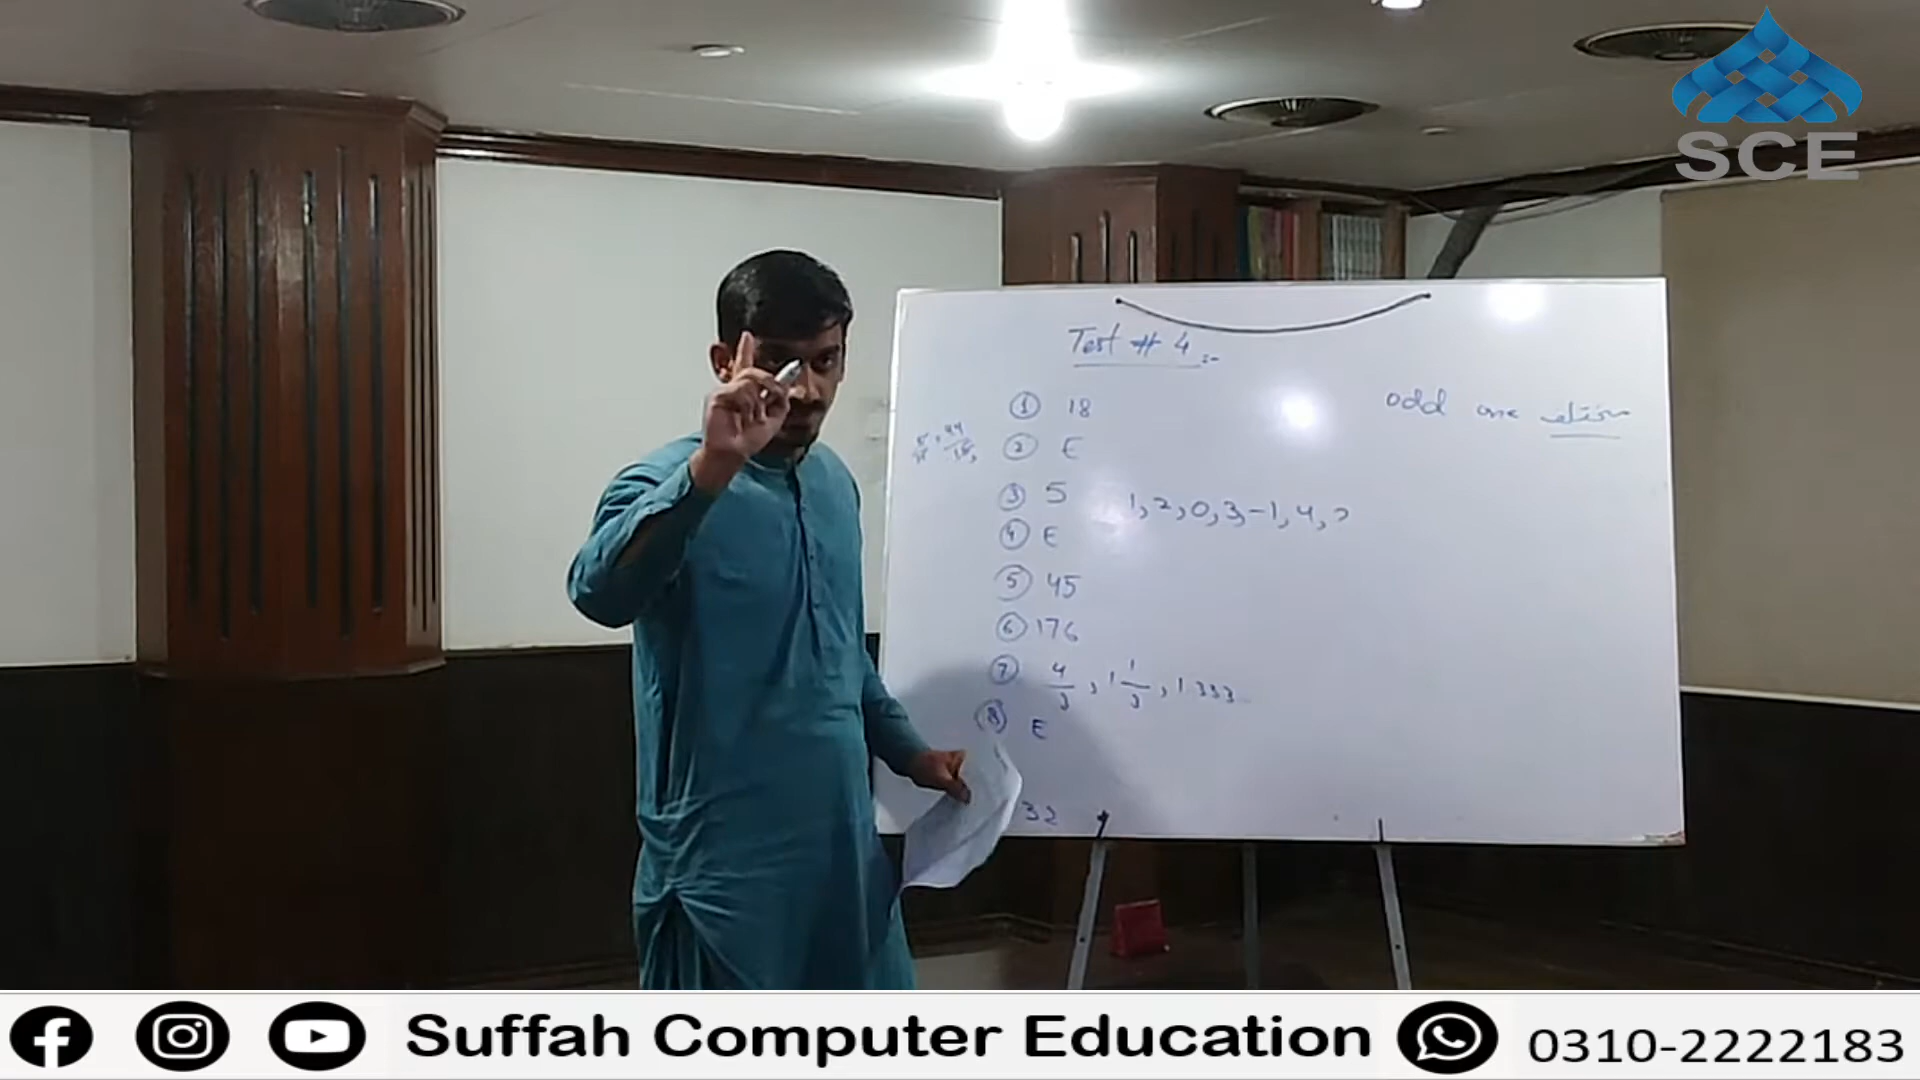 SCE
Test # 4 :-
① 18
② E
③ 5
1, 2, 0, 3, -1, 4, ?
④ E
⑤ 45
⑥ 176
⑦ 4/3 , 1 1/3 , 1.333...
⑧ E
32
odd one مختلف
Suffah Computer Education
0310-2222183